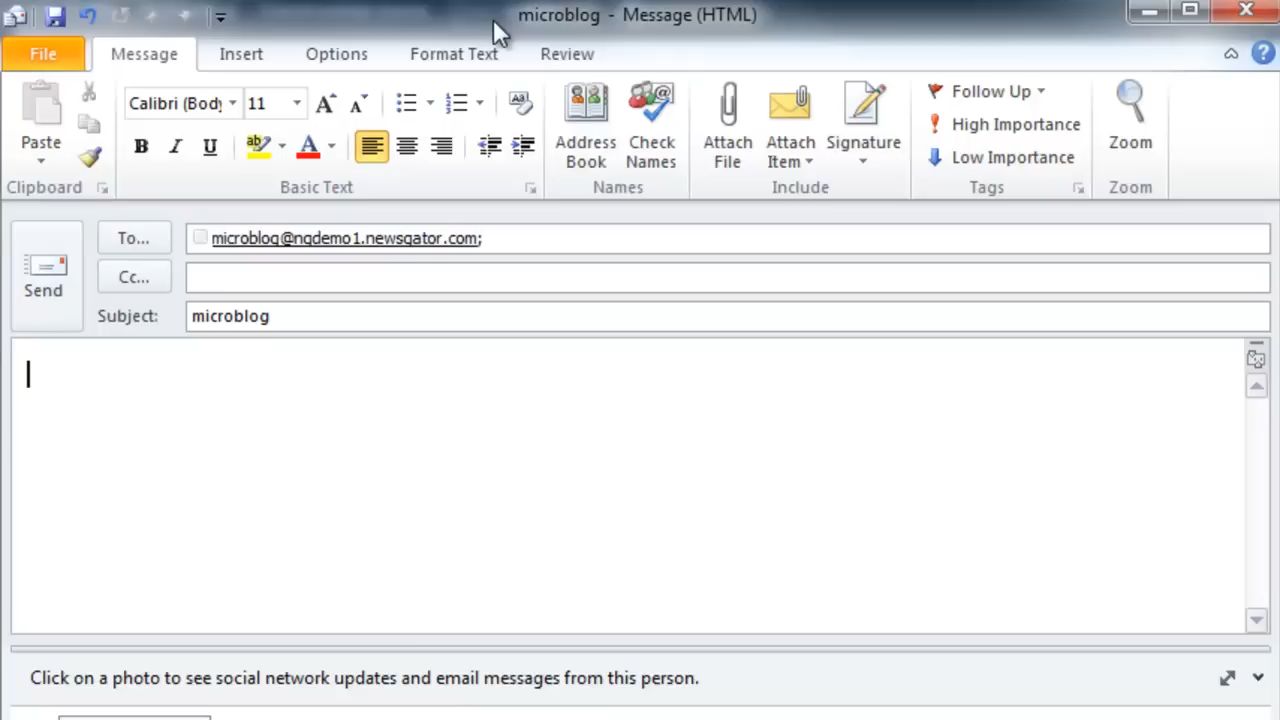 microblog - Message (HTML)
File Message Insert Options Format Text Review
Paste
Clipboard
Calibri (Body 11
B I U
Basic Text
Address Book
Check Names
Names
Attach File
Attach Item
Signature
Include
Follow Up
High Importance
Low Importance
Tags
Zoom
Zoom
Send
To... microblog@ngdemo1.newsgator.com;
Cc...
Subject: microblog
Click on a photo to see social network updates and email messages from this person.